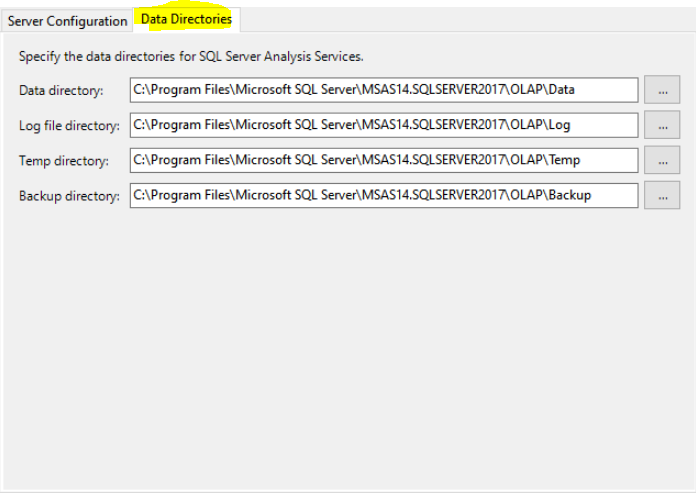 Server Configuration Data Directories
Specify the data directories for SQL Server Analysis Services.
Data directory: C:\Program Files\Microsoft SQL Server\MSAS14.SQLSERVER2017\OLAP\Data ...
Log file directory: C:\Program Files\Microsoft SQL Server\MSAS14.SQLSERVER2017\OLAP\Log ...
Temp directory: C:\Program Files\Microsoft SQL Server\MSAS14.SQLSERVER2017\OLAP\Temp ...
Backup directory: C:\Program Files\Microsoft SQL Server\MSAS14.SQLSERVER2017\OLAP\Backup ...